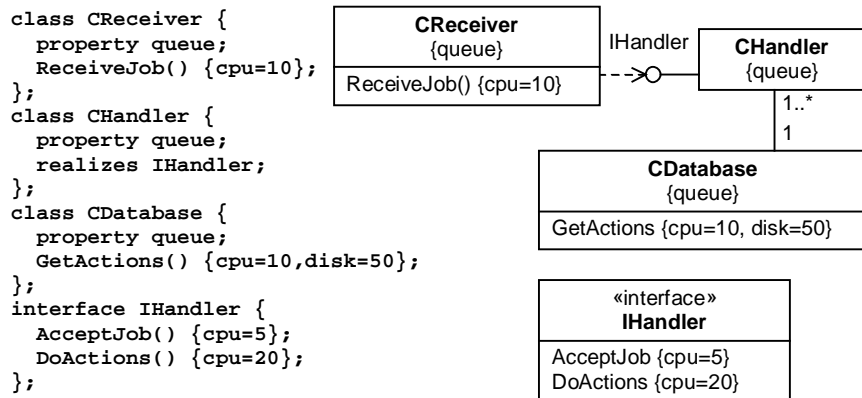 class CReceiver {
property queue;
ReceiveJob() {cpu=10};
};
class CHandler {
property queue;
realizes IHandler;
};
class CDatabase {
property queue;
GetActions() {cpu=10,disk=50};
};
interface IHandler {
AcceptJob() {cpu=5};
DoActions() {cpu=20};
};
CReceiver
{queue}
ReceiveJob() {cpu=10}
IHandler
CHandler
{queue}
1..*
1
CDatabase
{queue}
GetActions {cpu=10, disk=50}
«interface»
IHandler
AcceptJob {cpu=5}
DoActions {cpu=20}